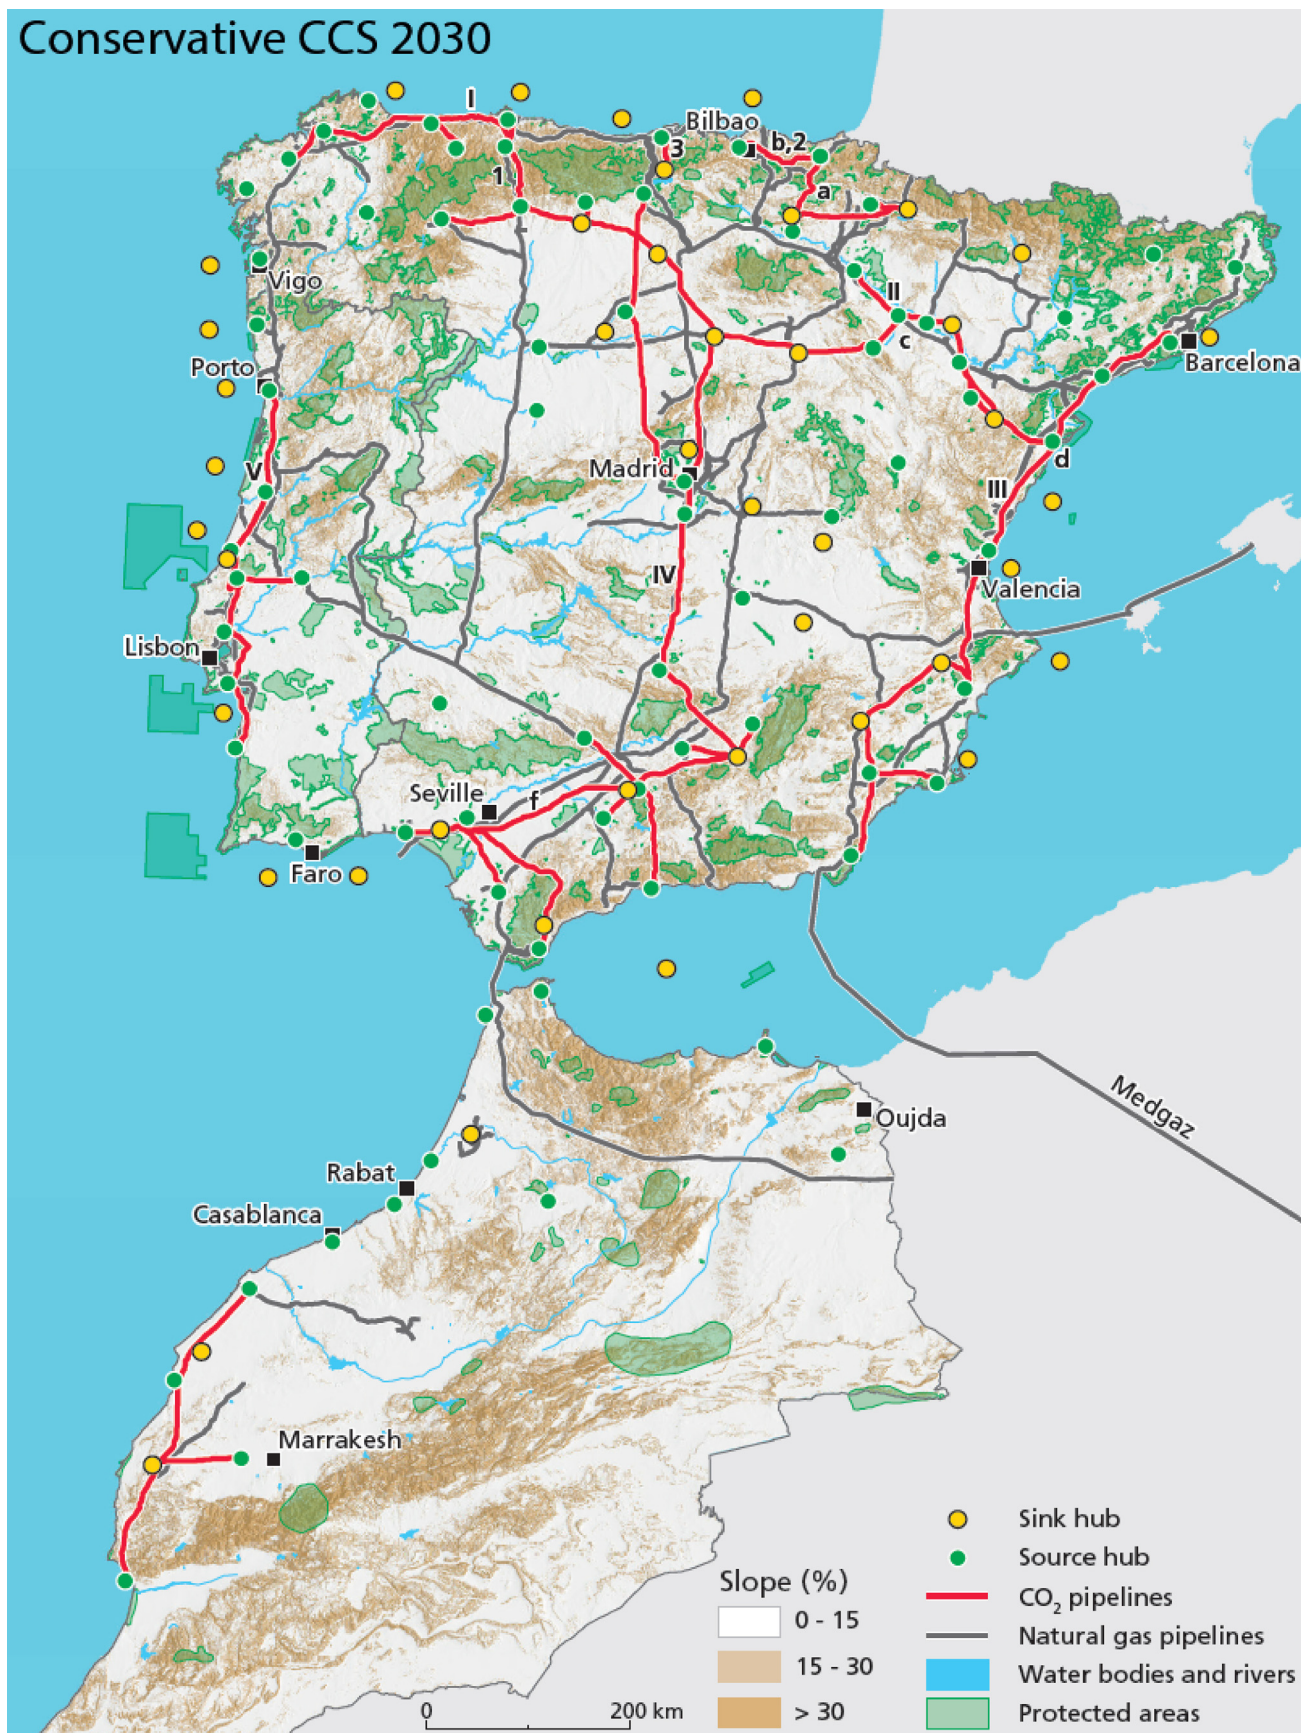 Conservative CCS 2030
I
Bilbao
b,2
3
1
a
Vigo
II
c
Porto
Barcelona
Madrid
d
V
III
IV
Valencia
Lisbon
Seville
f
Faro
Medgaz
Oujda
Rabat
Casablanca
Marrakesh
Sink hub
Source hub
CO2 pipelines
Natural gas pipelines
Water bodies and rivers
Protected areas
Slope (%)
0 - 15
15 - 30
> 30
0 200 km